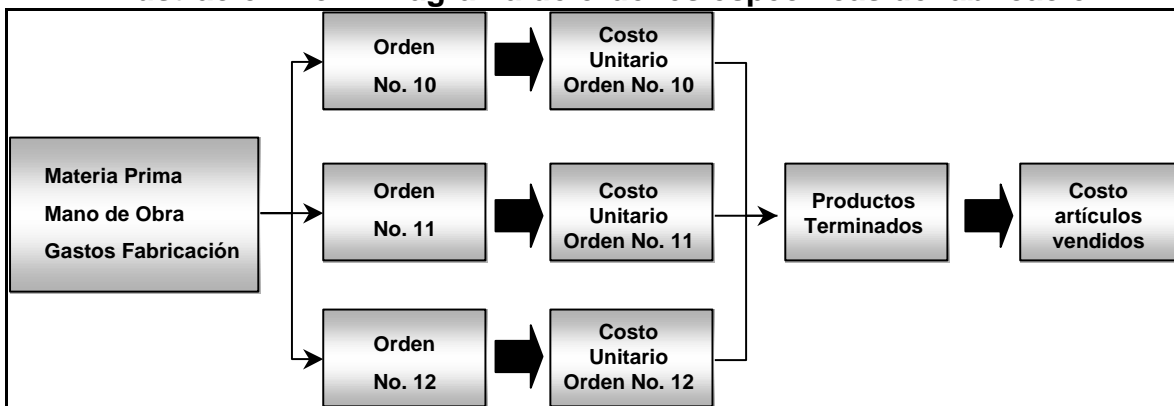 Orden
No. 10
Costo
Unitario
Orden No. 10
Materia Prima
Mano de Obra
Gastos Fabricación
Orden
No. 11
Costo
Unitario
Orden No. 11
Productos
Terminados
Costo
artículos
vendidos
Orden
No. 12
Costo
Unitario
Orden No. 12